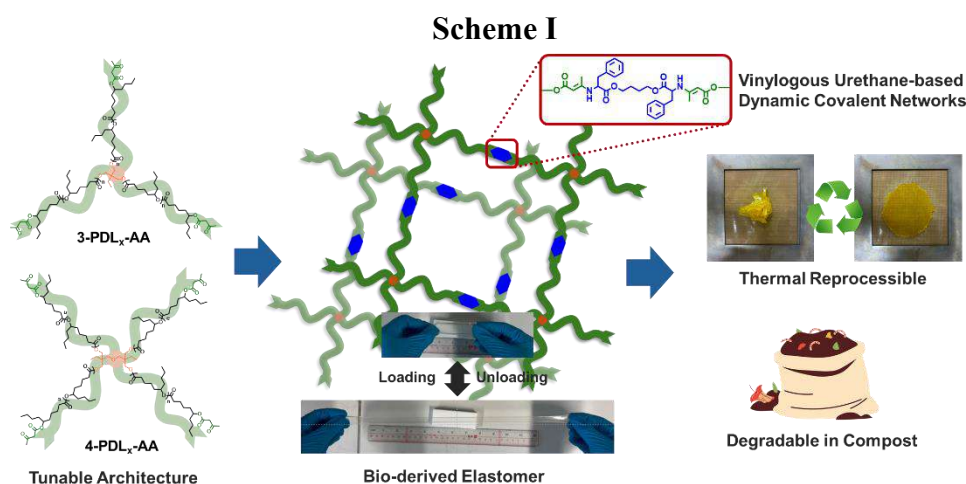 Scheme I
Vinylogous Urethane-based
Dynamic Covalent Networks
3-PDLₓ-AA
4-PDLₓ-AA
Tunable Architecture
Loading Unloading
Bio-derived Elastomer
Thermal Reprocessible
Degradable in Compost